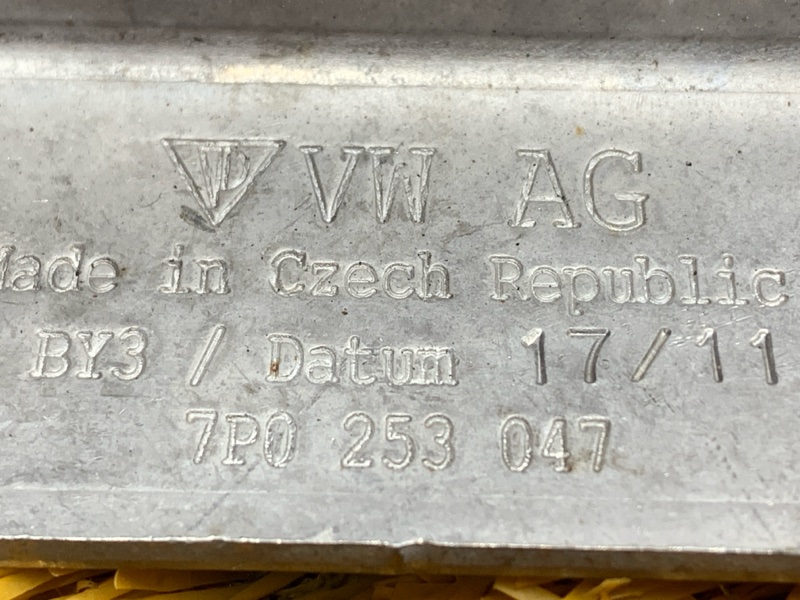 VW AG
Made in Czech Republic
BY3 / Datum 17/11
7P0 253 047